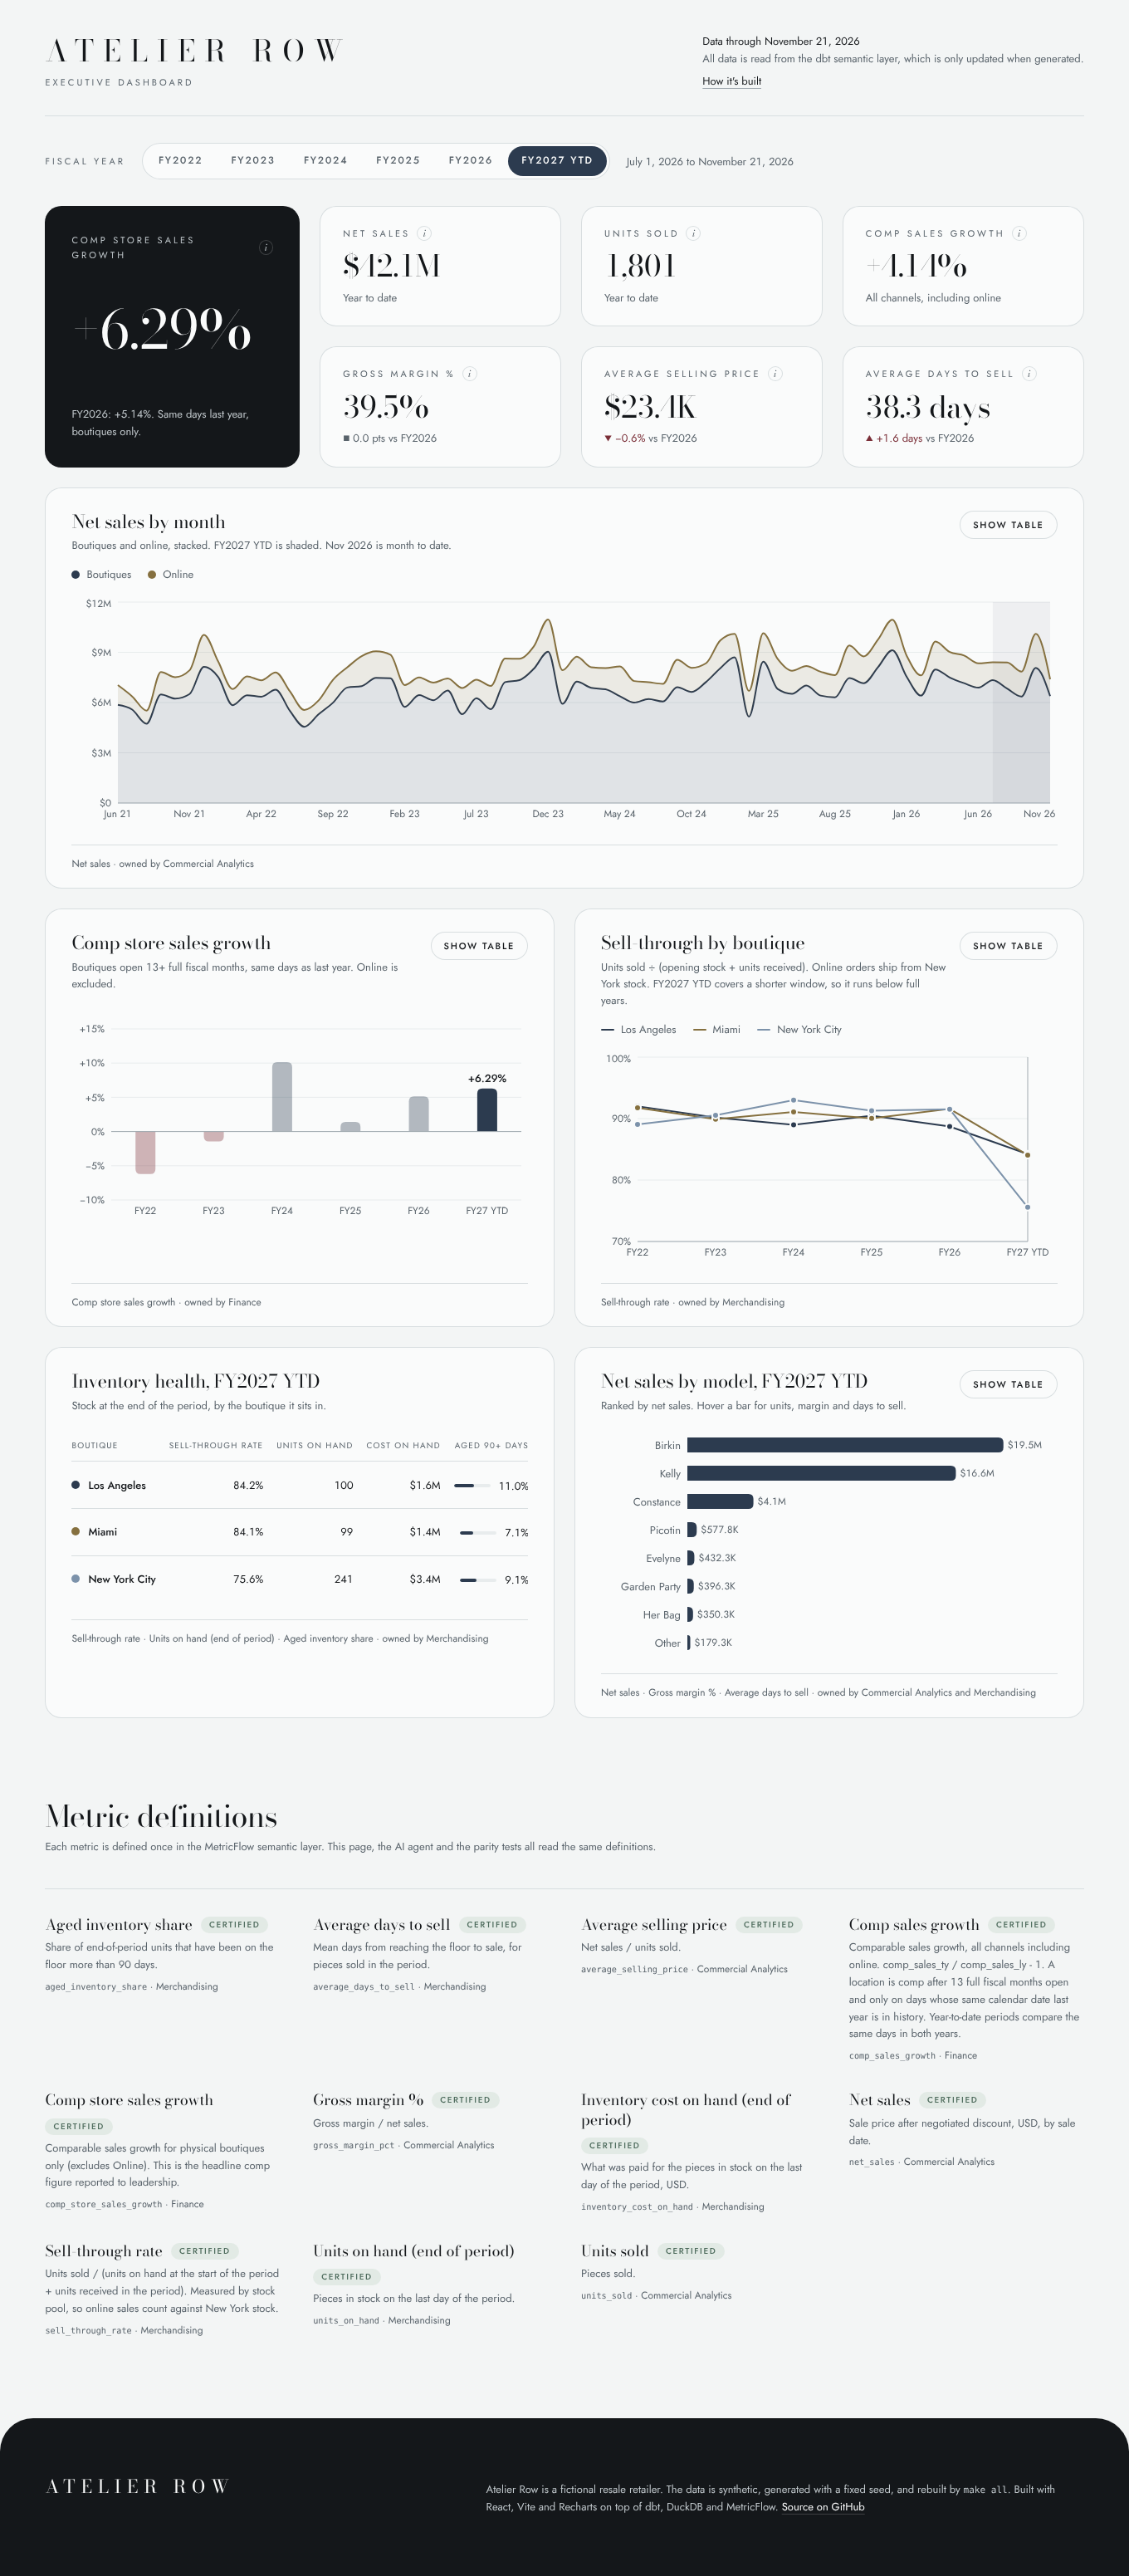 ATELIER ROW
EXECUTIVE DASHBOARD
Data through November 21, 2026
All data is read from the dbt semantic layer, which is only updated when generated.
How it's built
FISCAL YEAR
FY2022
FY2023
FY2024
FY2025
FY2026
FY2027 YTD
July 1, 2026 to November 21, 2026
COMP STORE SALES
GROWTH
i
+6.29%
FY2026: +5.14%. Same days last year,
boutiques only.
NET SALES i
$42.1M
Year to date
UNITS SOLD i
1,801
Year to date
COMP SALES GROWTH i
+4.14%
All channels, including online
GROSS MARGIN % i
39.5%
■ 0.0 pts vs FY2026
AVERAGE SELLING PRICE i
$23.4K
▼ −0.6% vs FY2026
AVERAGE DAYS TO SELL i
38.3 days
▲ +1.6 days vs FY2026
Net sales by month
SHOW TABLE
Boutiques and online, stacked. FY2027 YTD is shaded. Nov 2026 is month to date.
Boutiques
Online
$12M
$9M
$6M
$3M
$0
Jun 21
Nov 21
Apr 22
Sep 22
Feb 23
Jul 23
Dec 23
May 24
Oct 24
Mar 25
Aug 25
Jan 26
Jun 26
Nov 26
Net sales · owned by Commercial Analytics
Comp store sales growth
SHOW TABLE
Boutiques open 13+ full fiscal months, same days as last year. Online is
excluded.
+15%
+10%
+5%
0%
−5%
−10%
+6.29%
FY22
FY23
FY24
FY25
FY26
FY27 YTD
Comp store sales growth · owned by Finance
Sell-through by boutique
SHOW TABLE
Units sold ÷ (opening stock + units received). Online orders ship from New
York stock. FY2027 YTD covers a shorter window, so it runs below full
years.
Los Angeles
Miami
New York City
100%
90%
80%
70%
FY22
FY23
FY24
FY25
FY26
FY27 YTD
Sell-through rate · owned by Merchandising
Inventory health, FY2027 YTD
Stock at the end of the period, by the boutique it sits in.
BOUTIQUE SELL-THROUGH RATE UNITS ON HAND COST ON HAND AGED 90+ DAYS
Los Angeles 84.2% 100 $1.6M 11.0%
Miami 84.1% 99 $1.4M 7.1%
New York City 75.6% 241 $3.4M 9.1%
Sell-through rate · Units on hand (end of period) · Aged inventory share · owned by Merchandising
Net sales by model, FY2027 YTD
SHOW TABLE
Ranked by net sales. Hover a bar for units, margin and days to sell.
Birkin $19.5M
Kelly $16.6M
Constance $4.1M
Picotin $577.8K
Evelyne $432.3K
Garden Party $396.3K
Her Bag $350.3K
Other $179.3K
Net sales · Gross margin % · Average days to sell · owned by Commercial Analytics and Merchandising
Metric definitions
Each metric is defined once in the MetricFlow semantic layer. This page, the AI agent and the parity tests all read the same definitions.
Aged inventory share CERTIFIED
Share of end-of-period units that have been on the
floor more than 90 days.
aged_inventory_share · Merchandising
Average days to sell CERTIFIED
Mean days from reaching the floor to sale, for
pieces sold in the period.
average_days_to_sell · Merchandising
Average selling price CERTIFIED
Net sales / units sold.
average_selling_price · Commercial Analytics
Comp sales growth CERTIFIED
Comparable sales growth, all channels including
online. comp_sales_ty / comp_sales_ly - 1. A
location is comp after 13 full fiscal months open
and only on days whose same calendar date last
year is in history. Year-to-date periods compare the
same days in both years.
comp_sales_growth · Finance
Comp store sales growth
CERTIFIED
Comparable sales growth for physical boutiques
only (excludes Online). This is the headline comp
figure reported to leadership.
comp_store_sales_growth · Finance
Gross margin % CERTIFIED
Gross margin / net sales.
gross_margin_pct · Commercial Analytics
Inventory cost on hand (end of
period)
CERTIFIED
What was paid for the pieces in stock on the last
day of the period, USD.
inventory_cost_on_hand · Merchandising
Net sales CERTIFIED
Sale price after negotiated discount, USD, by sale
date.
net_sales · Commercial Analytics
Sell-through rate CERTIFIED
Units sold / (units on hand at the start of the period
+ units received in the period). Measured by stock
pool, so online sales count against New York stock.
sell_through_rate · Merchandising
Units on hand (end of period)
CERTIFIED
Pieces in stock on the last day of the period.
units_on_hand · Merchandising
Units sold CERTIFIED
Pieces sold.
units_sold · Commercial Analytics
ATELIER ROW
Atelier Row is a fictional resale retailer. The data is synthetic, generated with a fixed seed, and rebuilt by make all. Built with
React, Vite and Recharts on top of dbt, DuckDB and MetricFlow. Source on GitHub